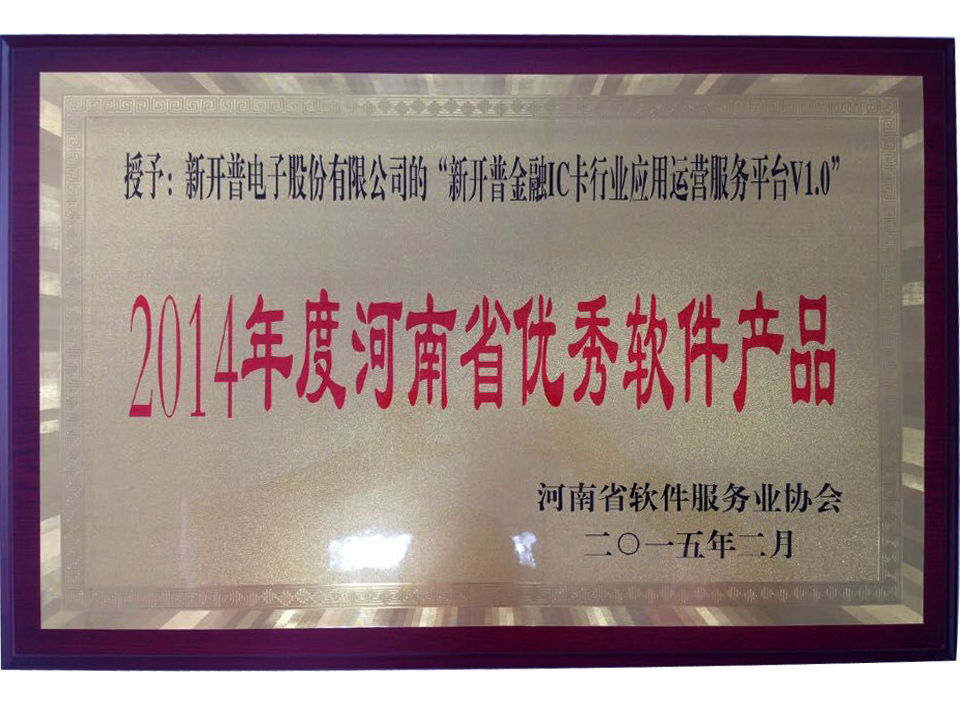 授予：新开普电子股份有限公司的“新开普金融IC卡行业应用运营服务平台V1.0”
2014年度河南省优秀软件产品
河南省软件服务业协会
二〇一五年二月